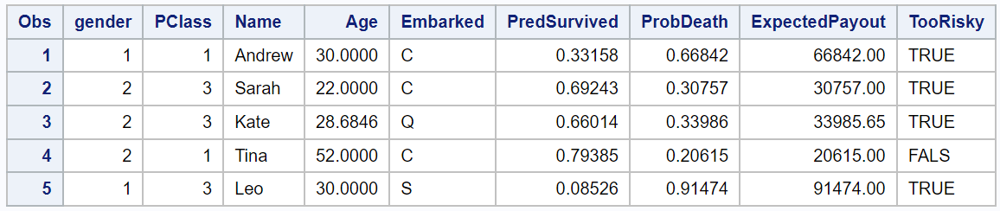 Obs gender PClass Name Age Embarked PredSurvived ProbDeath ExpectedPayout TooRisky
1 1 1 Andrew 30.0000 C 0.33158 0.66842 66842.00 TRUE
2 2 3 Sarah 22.0000 C 0.69243 0.30757 30757.00 TRUE
3 2 3 Kate 28.6846 Q 0.66014 0.33986 33985.65 TRUE
4 2 1 Tina 52.0000 C 0.79385 0.20615 20615.00 FALS
5 1 3 Leo 30.0000 S 0.08526 0.91474 91474.00 TRUE